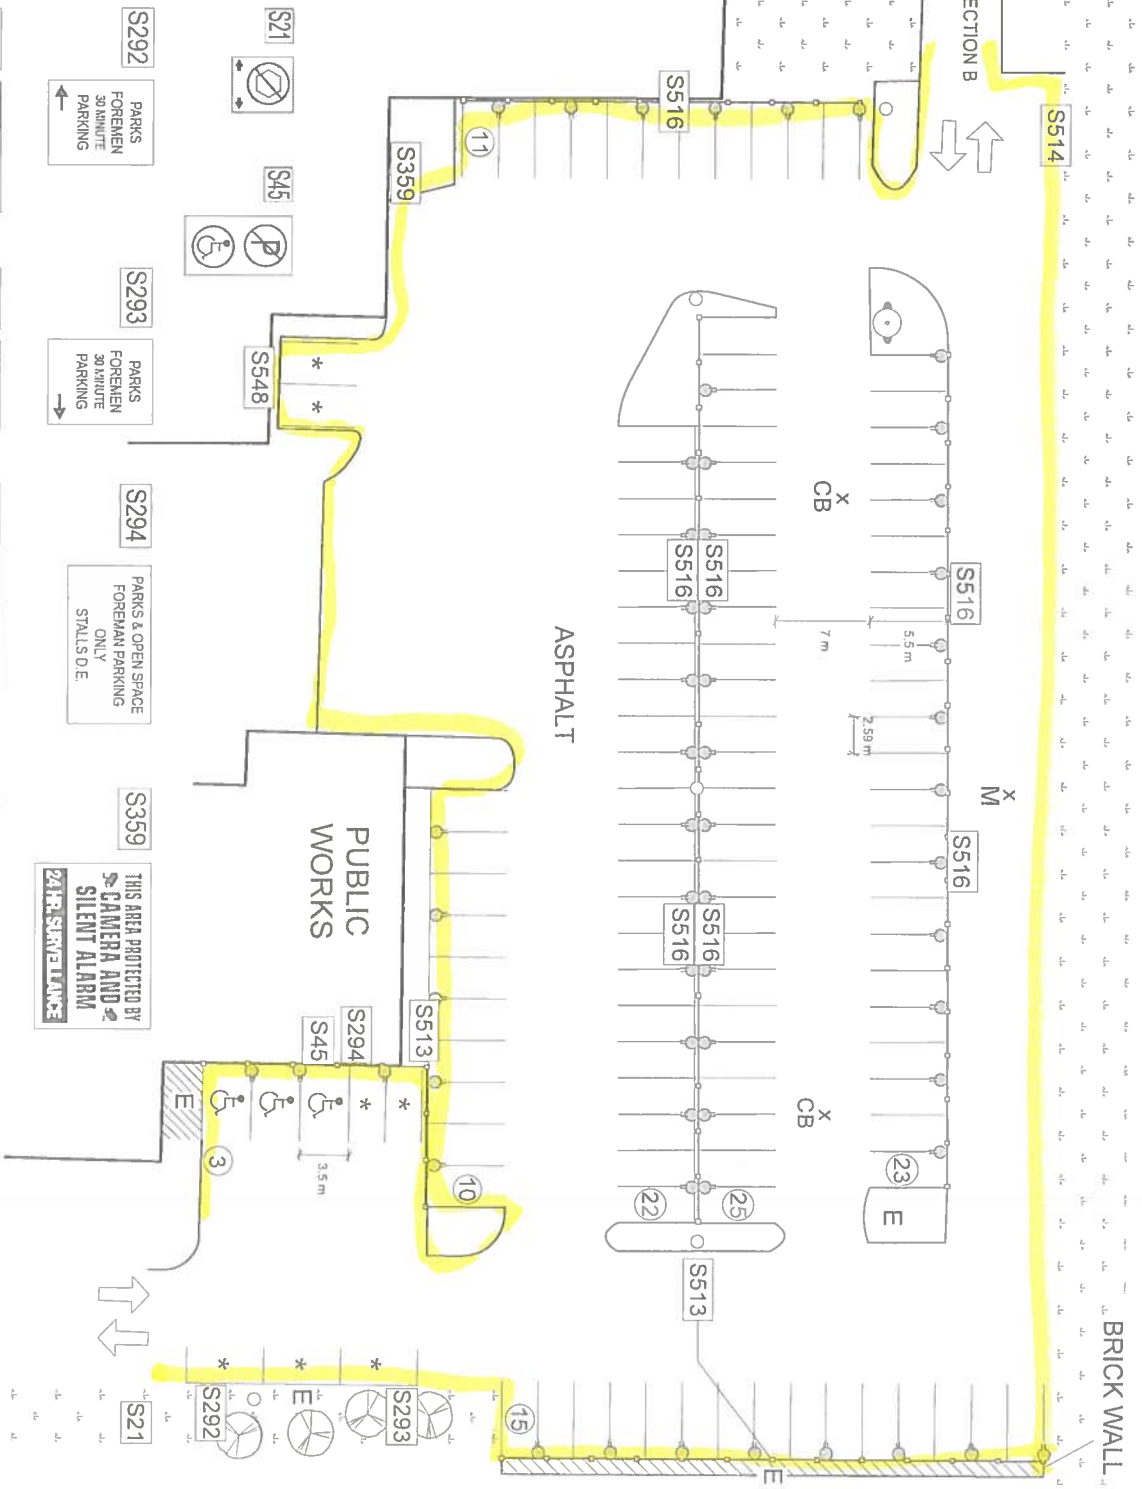 ECTION B
S514
S516
11
S359
S21
S45
S292
PARKS
FOREMEN
30 MINUTE
PARKING
S293
PARKS
FOREMEN
30 MINUTE
PARKING
S294
PARKS & OPEN SPACE
FOREMAN PARKING
ONLY
STALLS D.E.
S359
THIS AREA PROTECTED BY
CAMERA AND
SILENT ALARM
24 HR. SURVEILLANCE
S548
*
*
X
CB
S516
S516
S516
7 m
5.5 m
2.59 m
ASPHALT
X
M
S516
S516
S516
X
CB
PUBLIC
WORKS
S513
S294
S45
*
*
E
3
3.5 m
10
22
25
23
E
S513
BRICK WALL
15
E
*
*
*
E
S293
S292
S21